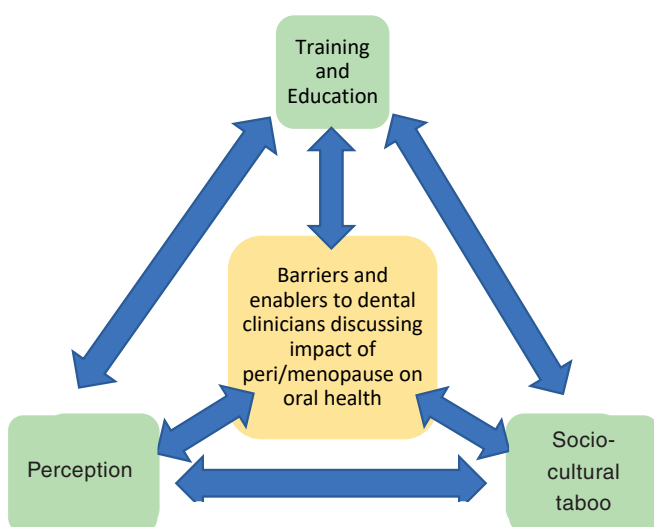 Training
and
Education
Barriers and
enablers to dental
clinicians discussing
impact of
peri/menopause on
oral health
Perception
Socio-
cultural
taboo